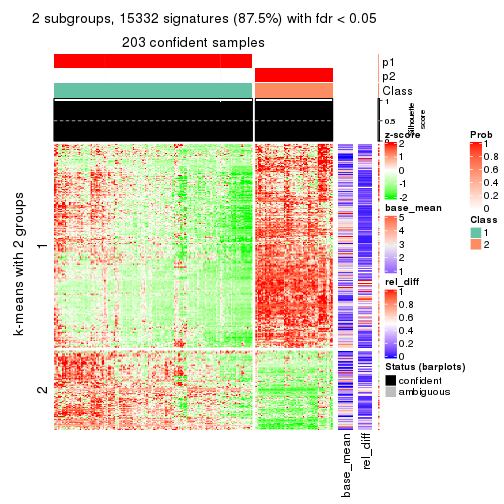 2 subgroups, 15332 signatures (87.5%) with fdr < 0.05
203 confident samples
p1
p2
Class
1
0.5
0
Silhouette
score
k-means with 2 groups
1
2
base_mean
rel_diff
z-score
2
1
0
-1
-2
base_mean
5
4
3
2
1
rel_diff
1
0.8
0.6
0.4
0.2
0
Status (barplots)
confident
ambiguous
Prob
1
0.8
0.6
0.4
0.2
0
Class
1
2